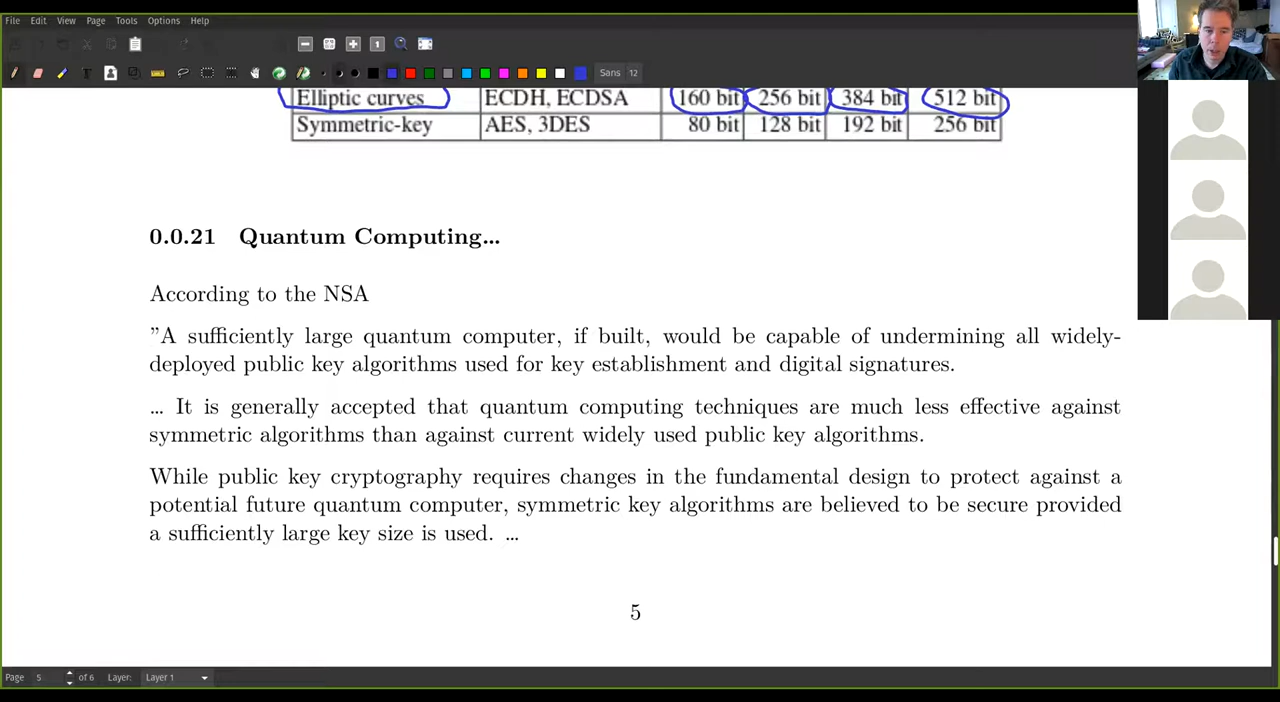 File Edit View Page Tools Options Help
1
T
Sans 12
Elliptic curves ECDH, ECDSA 160 bit 256 bit 384 bit 512 bit
Symmetric-key AES, 3DES 80 bit 128 bit 192 bit 256 bit
0.0.21 Quantum Computing...
According to the NSA
”A sufficiently large quantum computer, if built, would be capable of undermining all widely-
deployed public key algorithms used for key establishment and digital signatures.
... It is generally accepted that quantum computing techniques are much less effective against
symmetric algorithms than against current widely used public key algorithms.
While public key cryptography requires changes in the fundamental design to protect against a
potential future quantum computer, symmetric key algorithms are believed to be secure provided
a sufficiently large key size is used. ...
5
Page 5 of 6 Layer: Layer 1